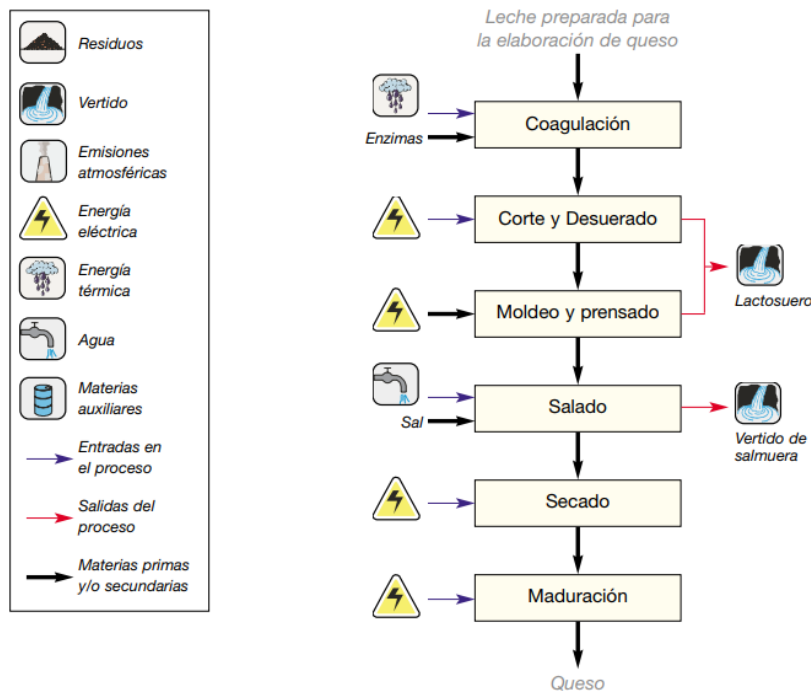 Residuos
Vertido
Emisiones
atmosféricas
Energía
eléctrica
Energía
térmica
Agua
Materias
auxiliares
Entradas en
el proceso
Salidas del
proceso
Materias primas
y/o secundarias
Leche preparada para
la elaboración de queso
Enzimas
Coagulación
Corte y Desuerado
Lactosuero
Moldeo y prensado
Sal
Salado
Vertido de
salmuera
Secado
Maduración
Queso